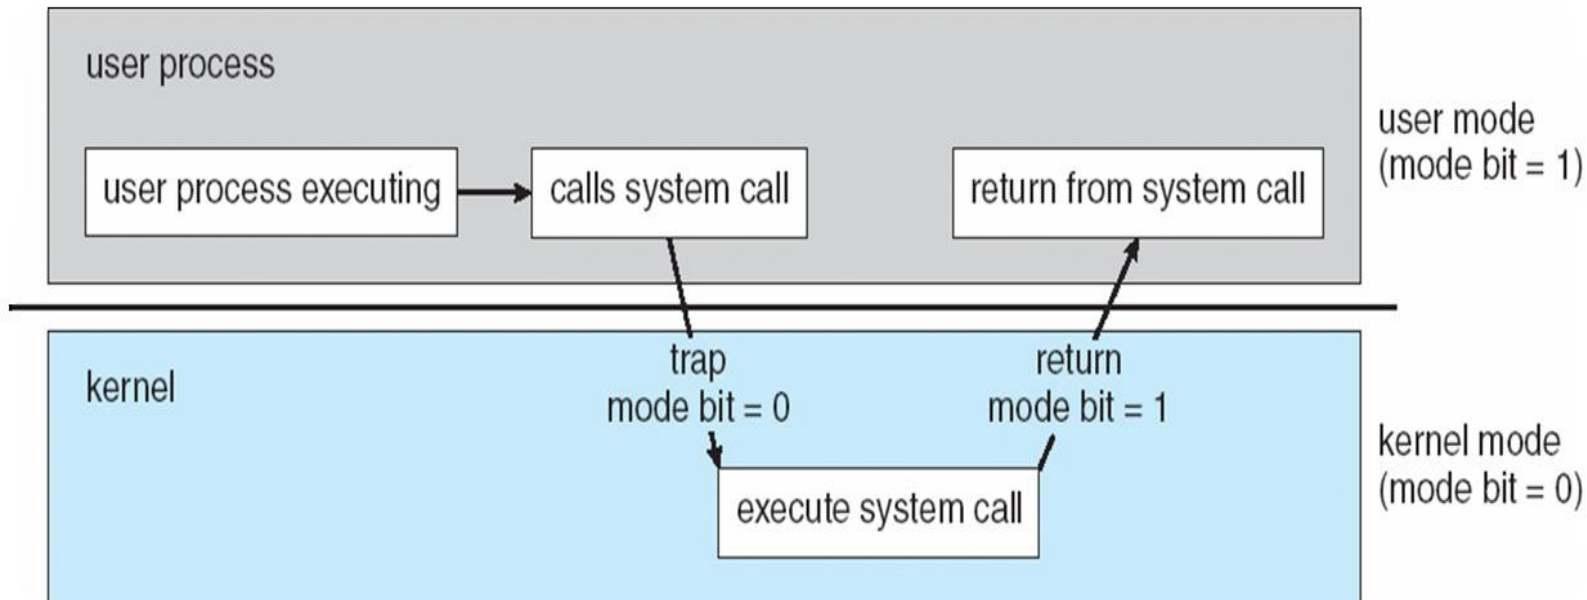 user process
user process executing
calls system call
return from system call
user mode
(mode bit = 1)
kernel
trap
mode bit = 0
return
mode bit = 1
execute system call
kernel mode
(mode bit = 0)